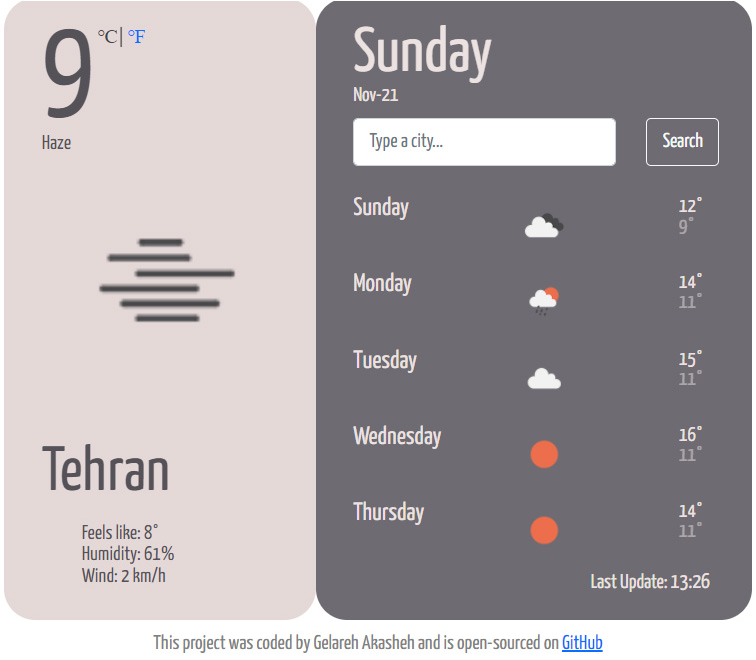 9 °C| °F
Haze
Tehran
Feels like: 8°
Humidity: 61%
Wind: 2 km/h
Sunday
Nov-21
Type a city...
Search
Sunday 12°
9°
Monday 14°
11°
Tuesday 15°
11°
Wednesday 16°
11°
Thursday 14°
11°
Last Update: 13:26
This project was coded by Gelareh Akasheh and is open-sourced on GitHub